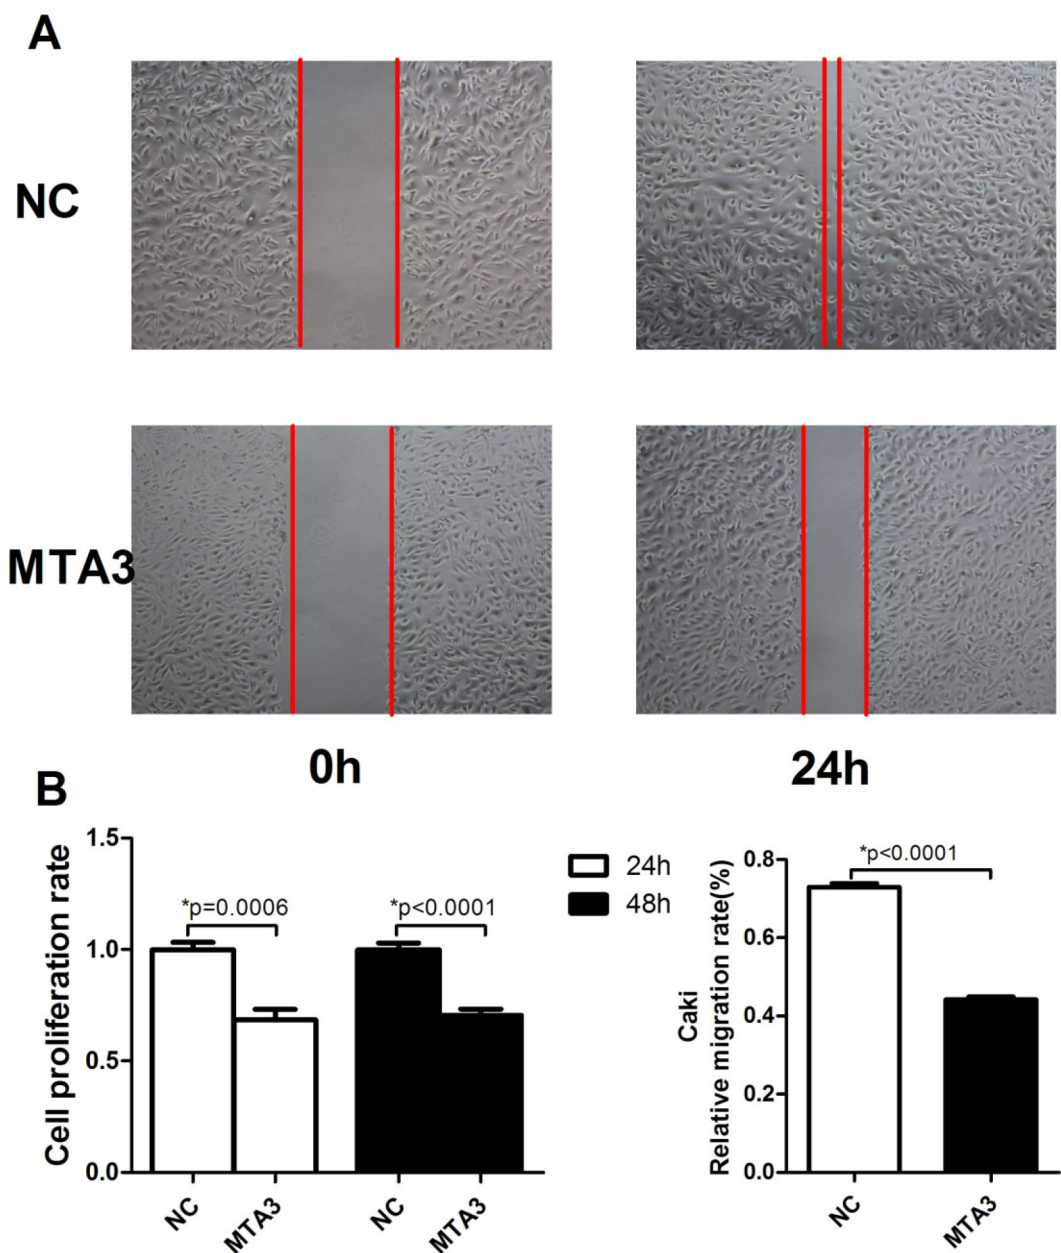 A
NC
MTA3
0h
24h
B
Cell proliferation rate
1.5
1.0
0.5
0.0
*p=0.0006
*p<0.0001
NC
MTA3
NC
MTA3
24h
48h
Caki
Relative migration rate(%)
0.8
0.6
0.4
0.2
0.0
*p<0.0001
NC
MTA3